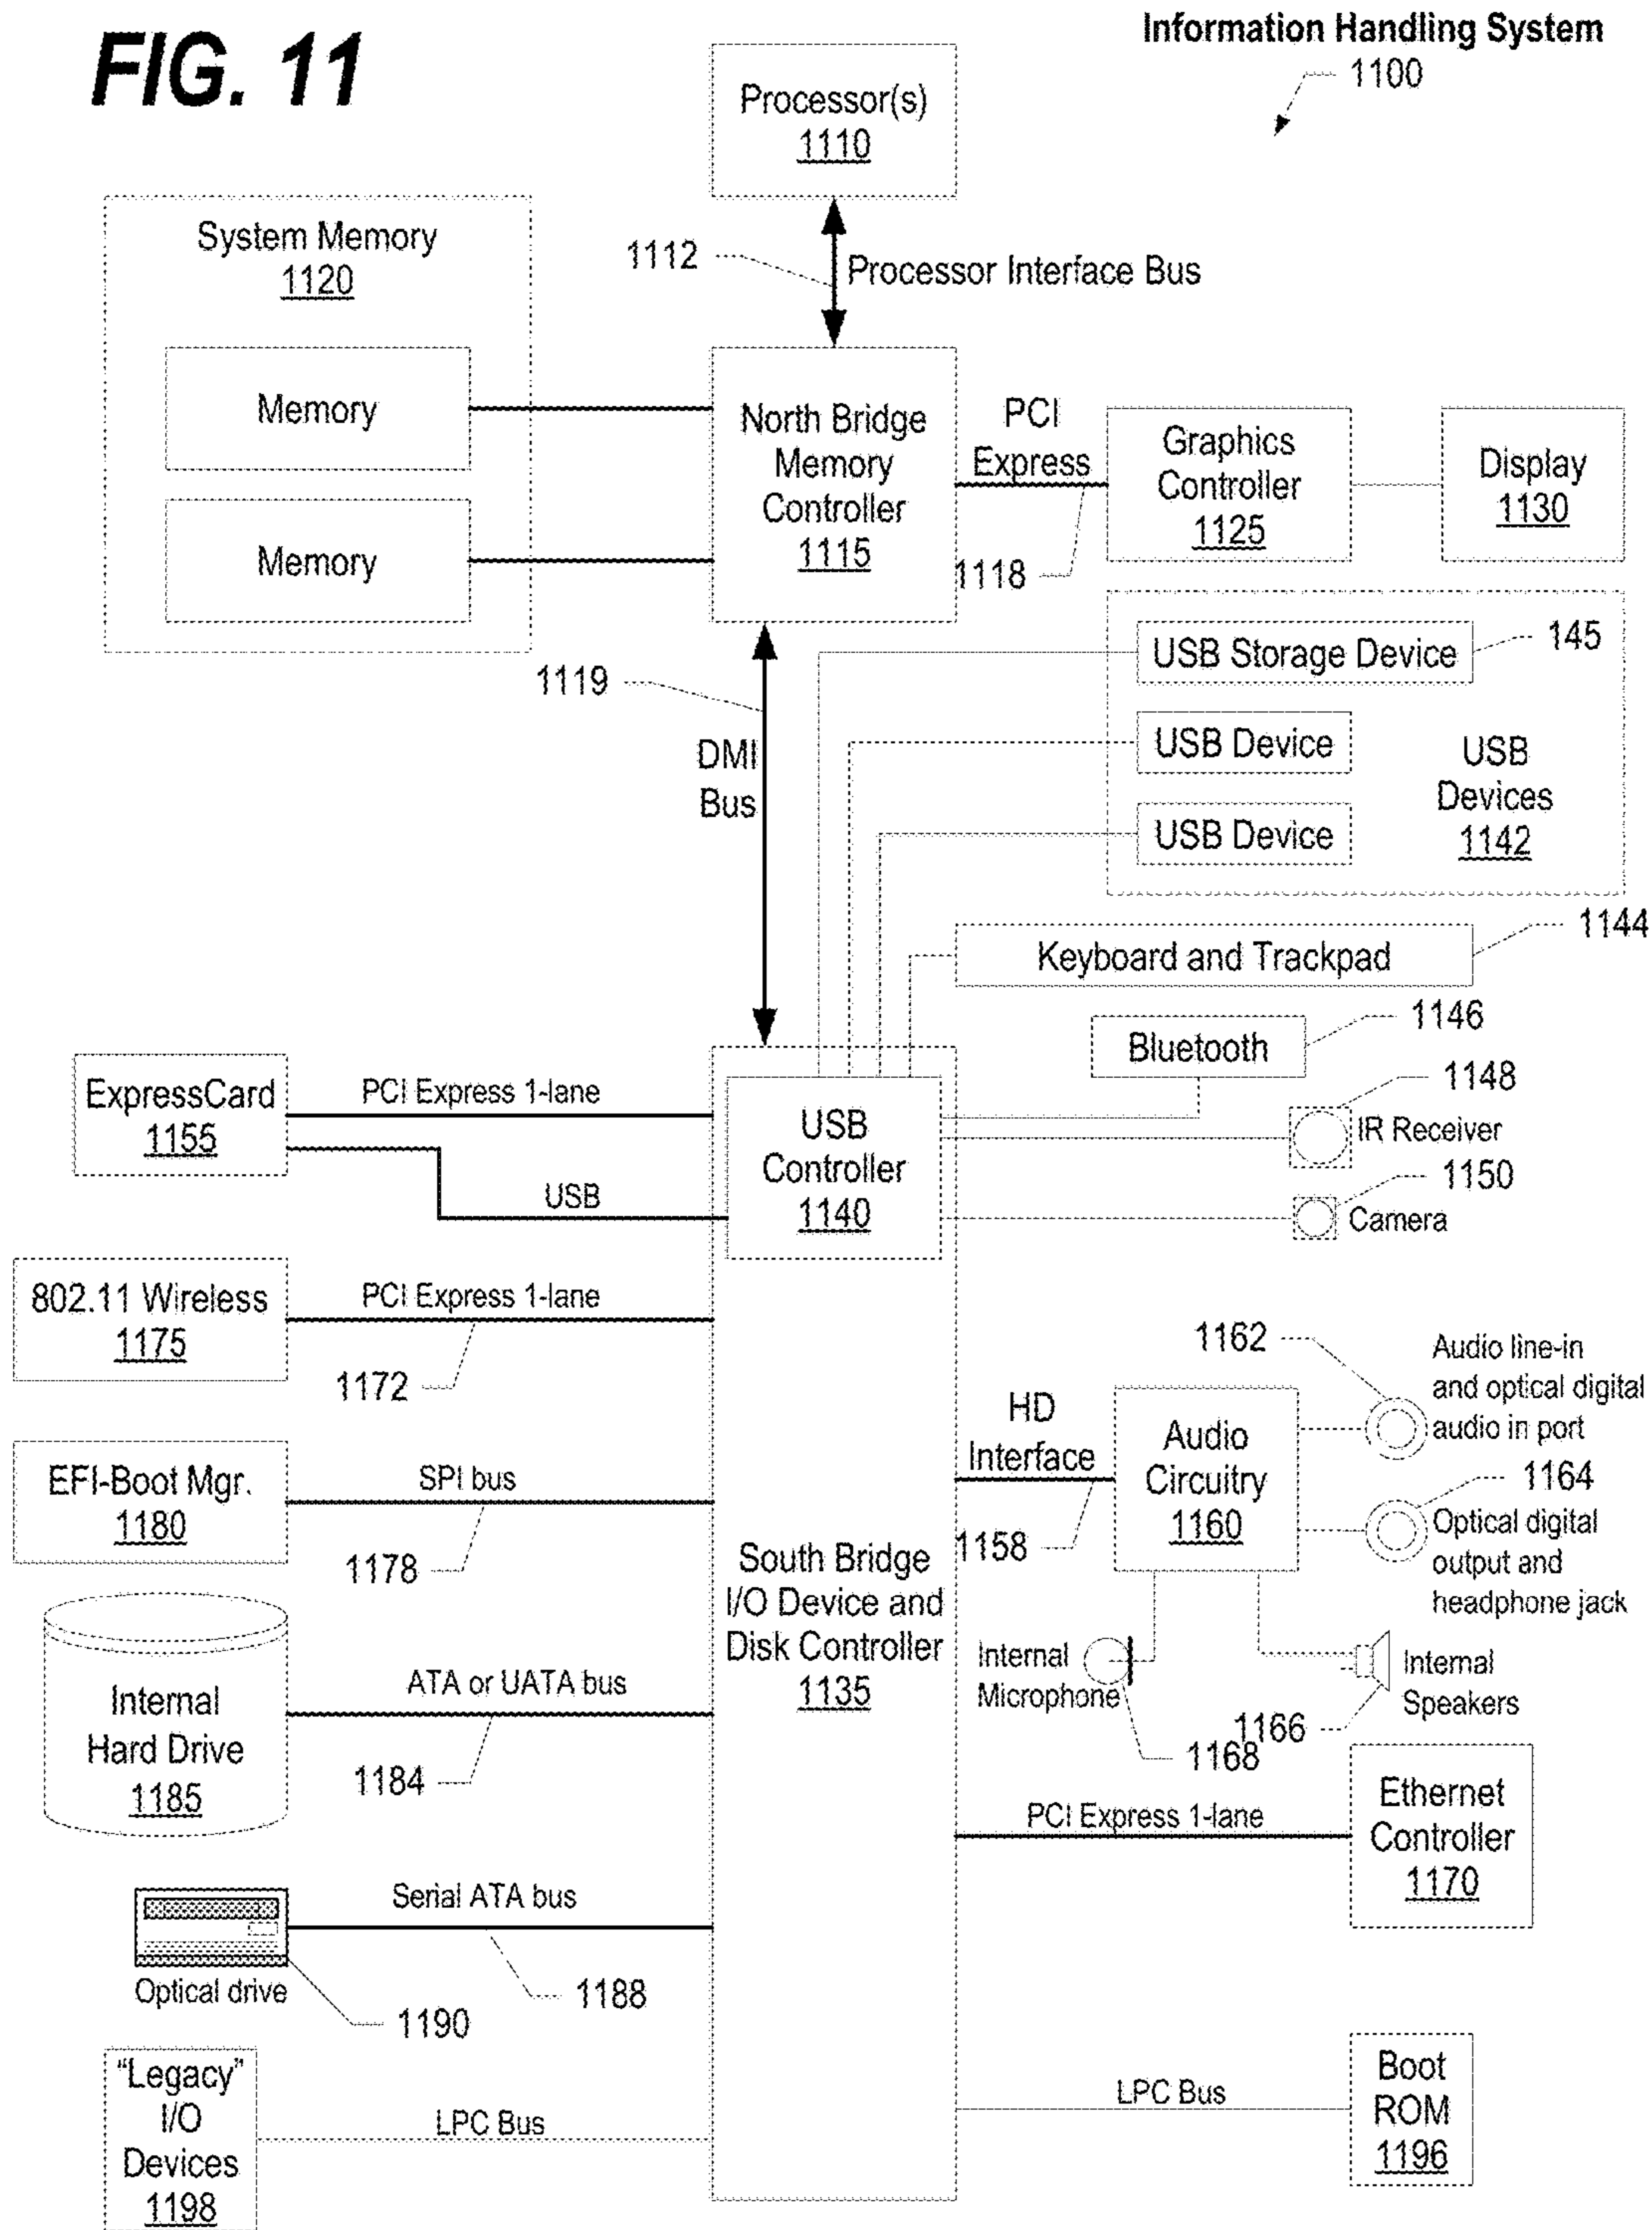 FIG. 11
Information Handling System
1100
Processor(s)
1110
1112
Processor Interface Bus
System Memory
1120
Memory
Memory
North Bridge
Memory
Controller
1115
PCI
Express
1118
Graphics
Controller
1125
Display
1130
1119
DMI
Bus
USB Storage Device
145
USB Device
USB Device
USB
Devices
1142
Keyboard and Trackpad
1144
Bluetooth
1146
1148
IR Receiver
1150
Camera
ExpressCard
1155
PCI Express 1-lane
USB
USB
Controller
1140
802.11 Wireless
1175
PCI Express 1-lane
1172
EFI-Boot Mgr.
1180
SPI bus
1178
South Bridge
I/O Device and
Disk Controller
1135
HD
Interface
1158
Audio
Circuitry
1160
1162
Audio line-in
and optical digital
audio in port
1164
Optical digital
output and
headphone jack
Internal
Microphone
1168
Internal
Speakers
1166
Internal
Hard Drive
1185
ATA or UATA bus
1184
PCI Express 1-lane
Ethernet
Controller
1170
Serial ATA bus
1188
Optical drive
1190
"Legacy"
I/O
Devices
1198
LPC Bus
LPC Bus
Boot
ROM
1196